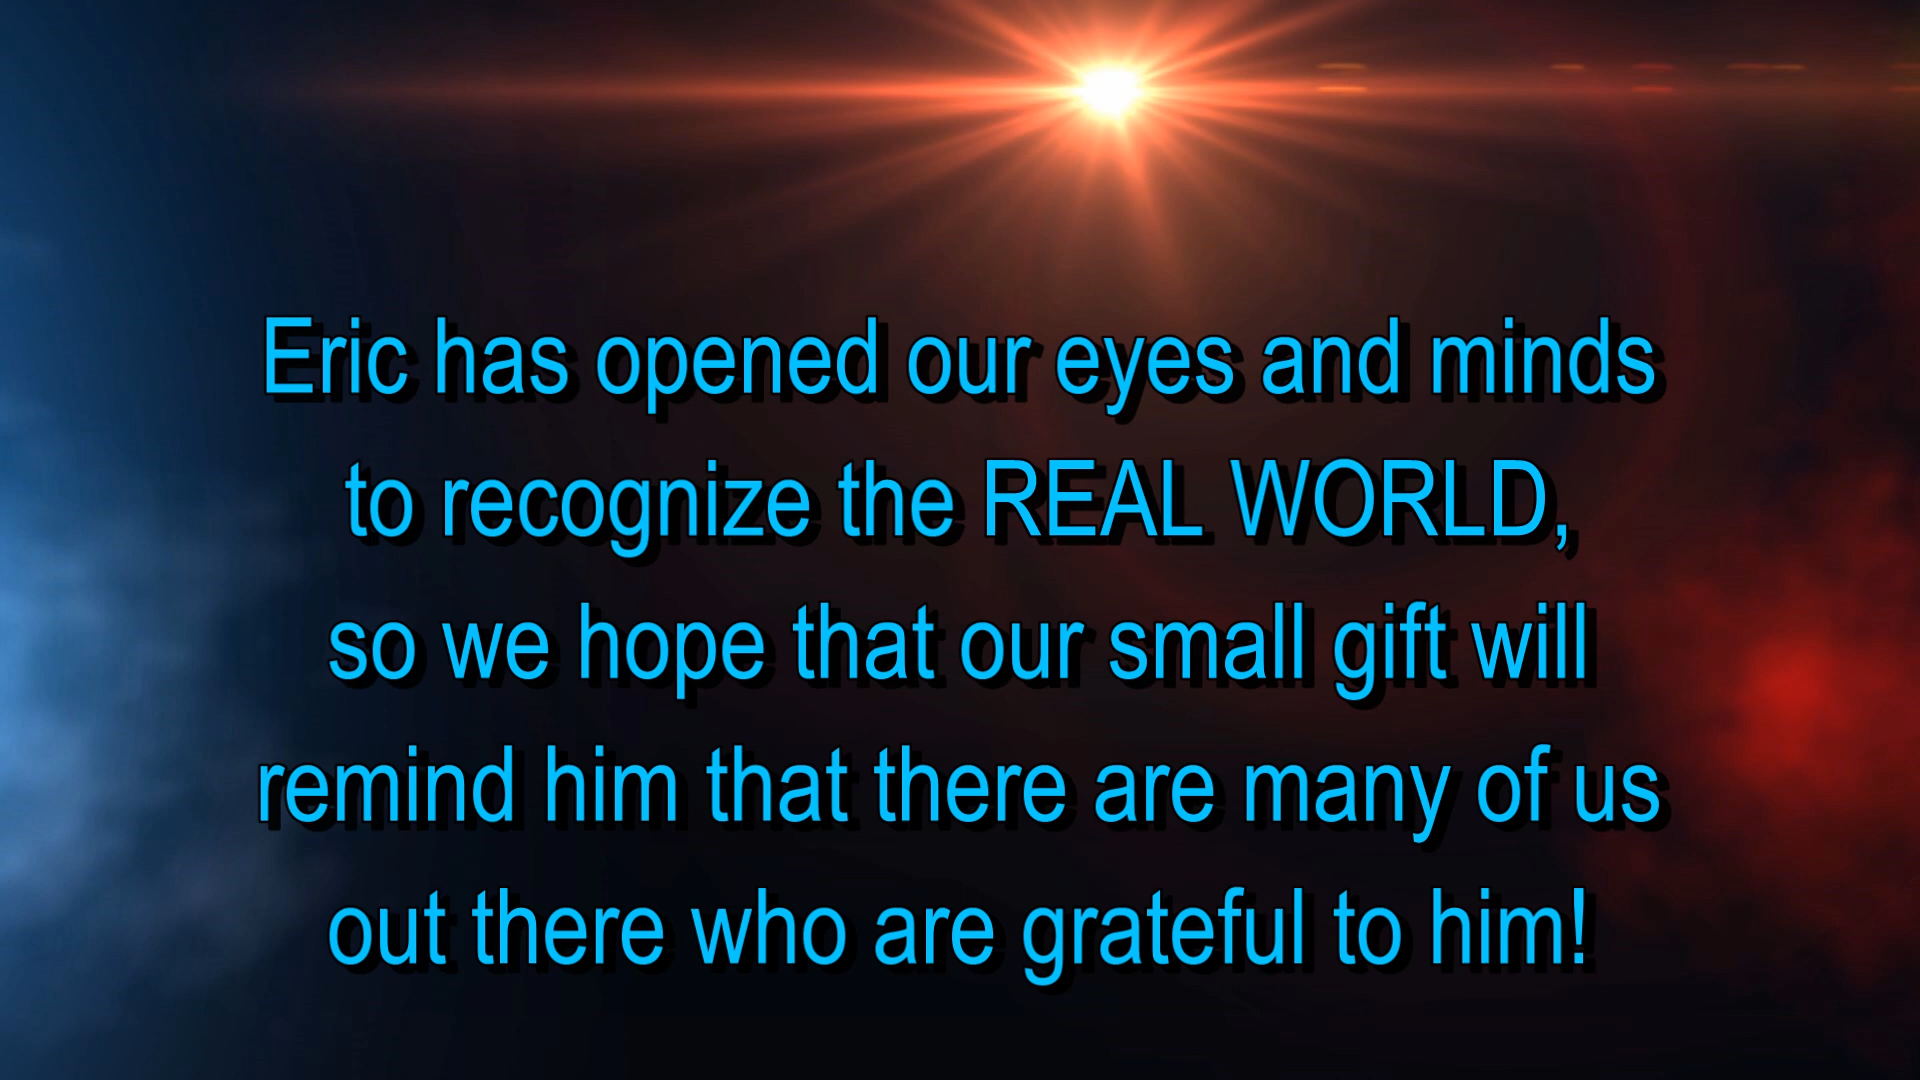 Eric has opened our eyes and minds
to recognize the REAL WORLD,
so we hope that our small gift will
remind him that there are many of us
out there who are grateful to him!